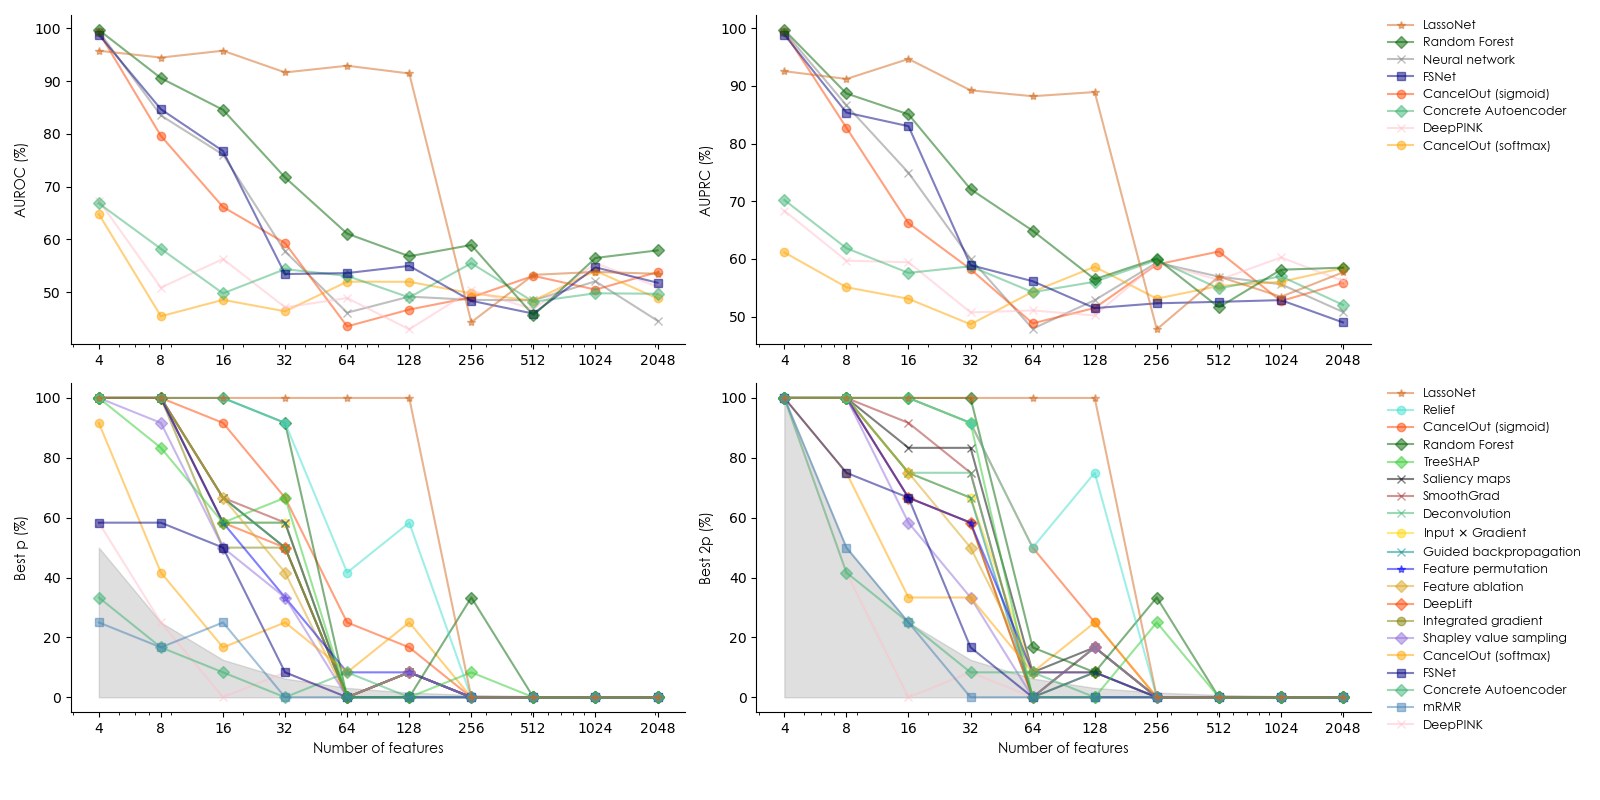 AUROC (%)
100
90
80
70
60
50
4 8 16 32 64 128 256 512 1024 2048
AUPRC (%)
100
90
80
70
60
50
4 8 16 32 64 128 256 512 1024 2048
LassoNet
Random Forest
Neural network
FSNet
CancelOut (sigmoid)
Concrete Autoencoder
DeepPINK
CancelOut (softmax)
Best p (%)
100
80
60
40
20
0
4 8 16 32 64 128 256 512 1024 2048
Number of features
Best 2p (%)
100
80
60
40
20
0
4 8 16 32 64 128 256 512 1024 2048
Number of features
LassoNet
Relief
CancelOut (sigmoid)
Random Forest
TreeSHAP
Saliency maps
SmoothGrad
Deconvolution
Input × Gradient
Guided backpropagation
Feature permutation
Feature ablation
DeepLift
Integrated gradient
Shapley value sampling
CancelOut (softmax)
FSNet
Concrete Autoencoder
mRMR
DeepPINK